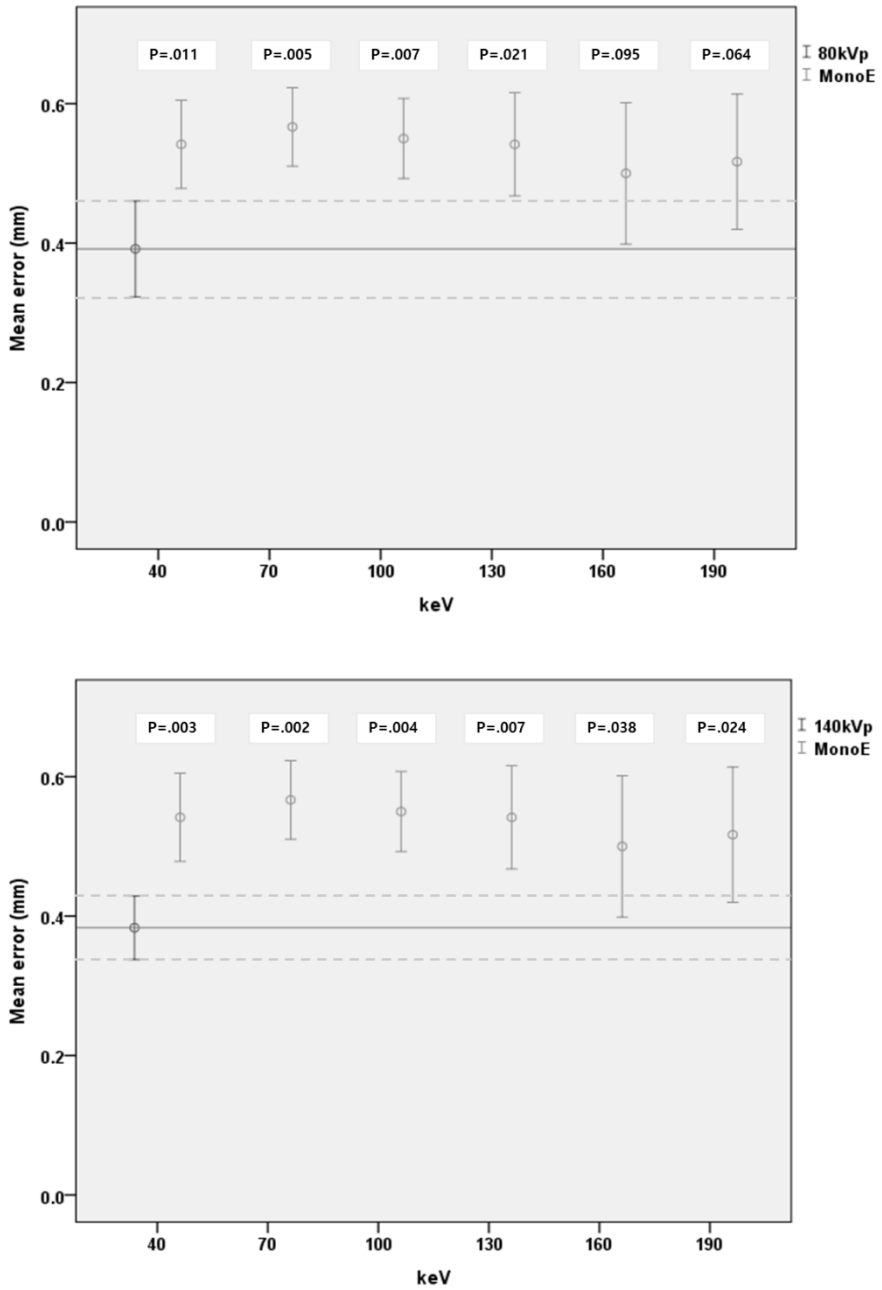 P=.011 P=.005 P=.007 P=.021 P=.095 P=.064
80kVp
MonoE
0.6
0.4
0.2
0.0
Mean error (mm)
40 70 100 130 160 190
keV
P=.003 P=.002 P=.004 P=.007 P=.038 P=.024
140kVp
MonoE
0.6
0.4
0.2
0.0
Mean error (mm)
40 70 100 130 160 190
keV